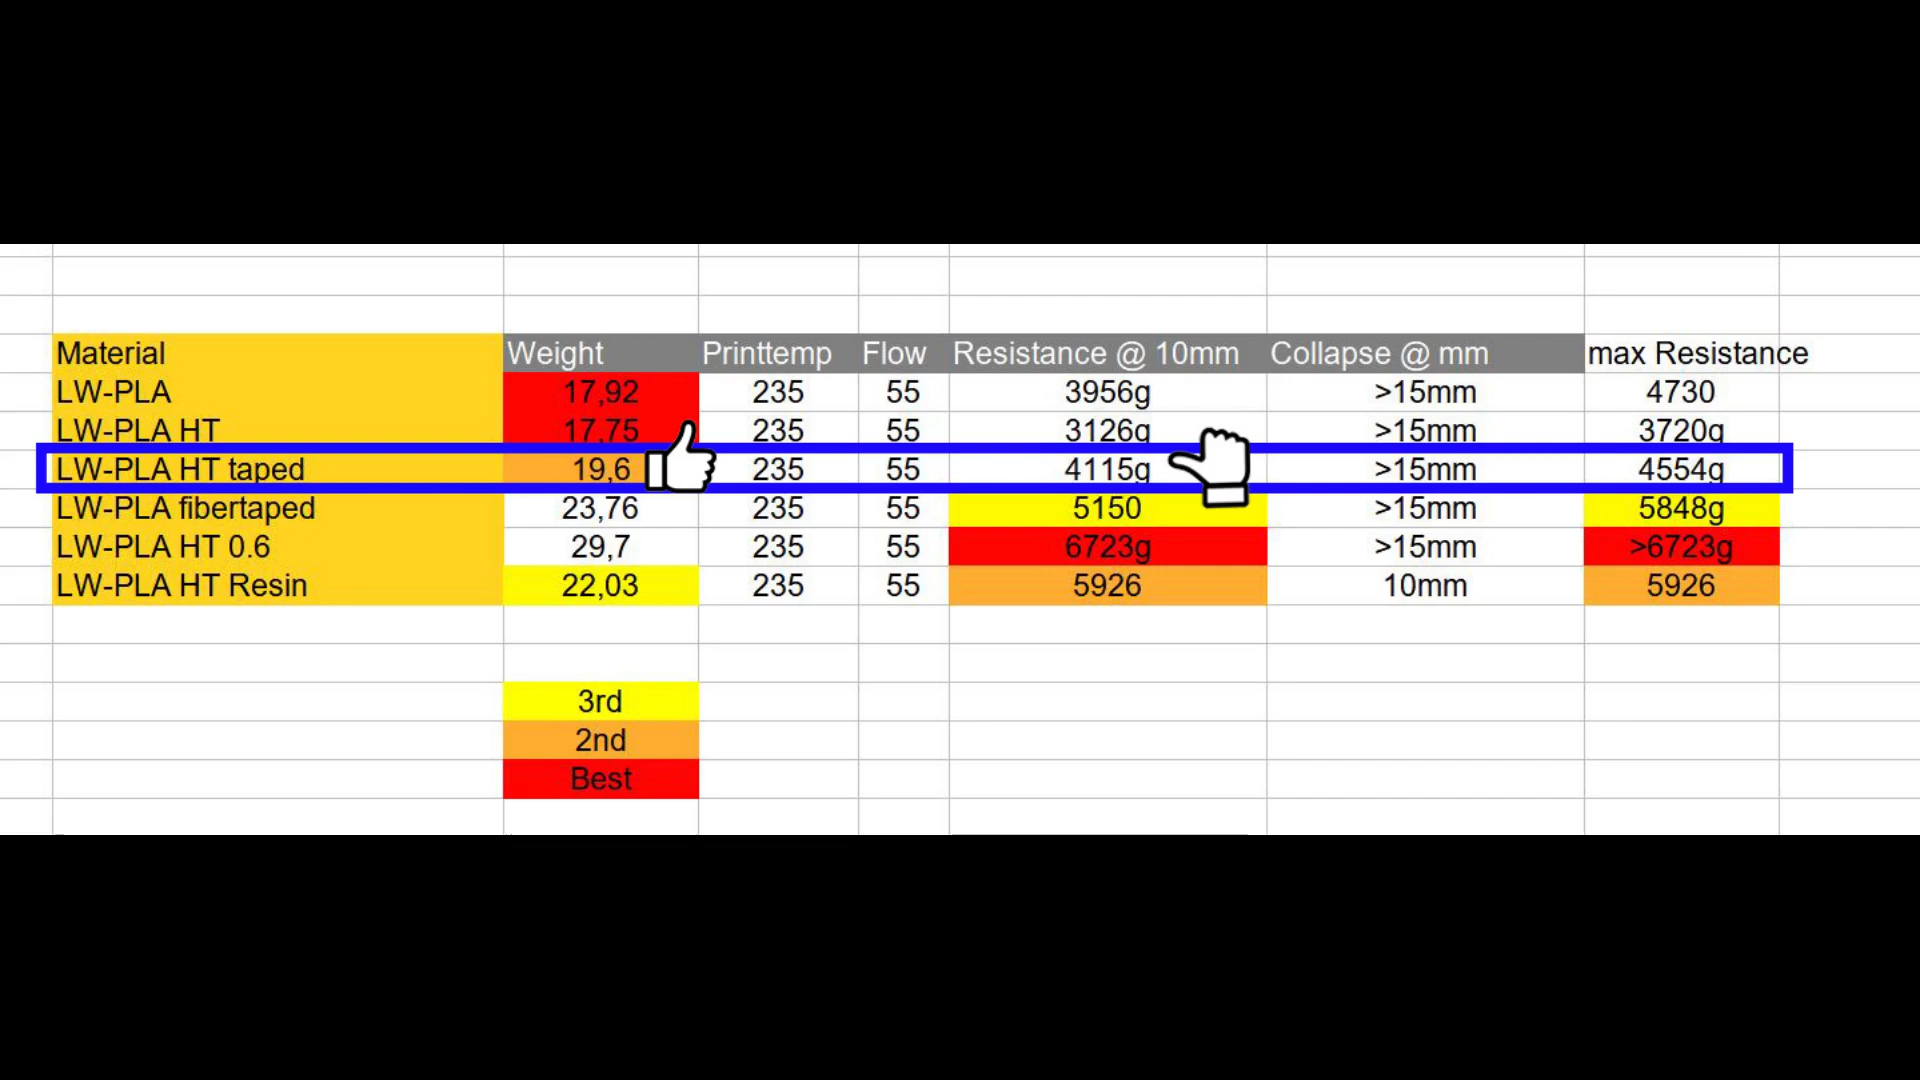 Material Weight Printtemp Flow Resistance @ 10mm Collapse @ mm max Resistance
LW-PLA 17,92 235 55 3956g >15mm 4730
LW-PLA HT 17,75 235 55 3126g >15mm 3720g
LW-PLA HT taped 19,6 235 55 4115g >15mm 4554g
LW-PLA fibertaped 23,76 235 55 5150 >15mm 5848g
LW-PLA HT 0.6 29,7 235 55 6723g >15mm >6723g
LW-PLA HT Resin 22,03 235 55 5926 10mm 5926
3rd
2nd
Best